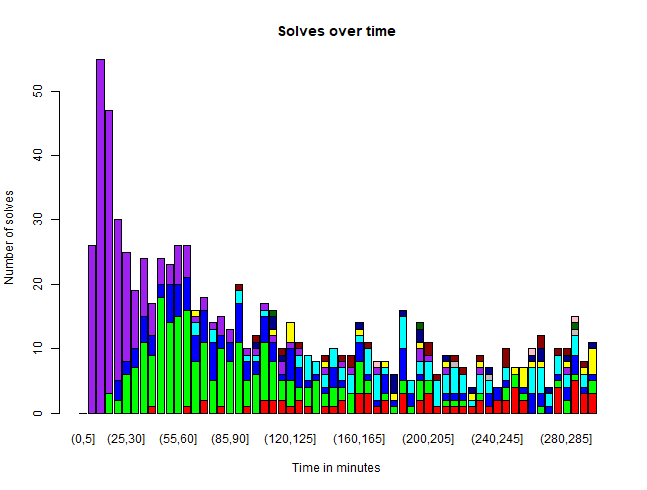 Solves over time
Number of solves
50
40
30
20
10
0
(0,5] (25,30] (55,60] (85,90] (120,125] (160,165] (200,205] (240,245] (280,285]
Time in minutes